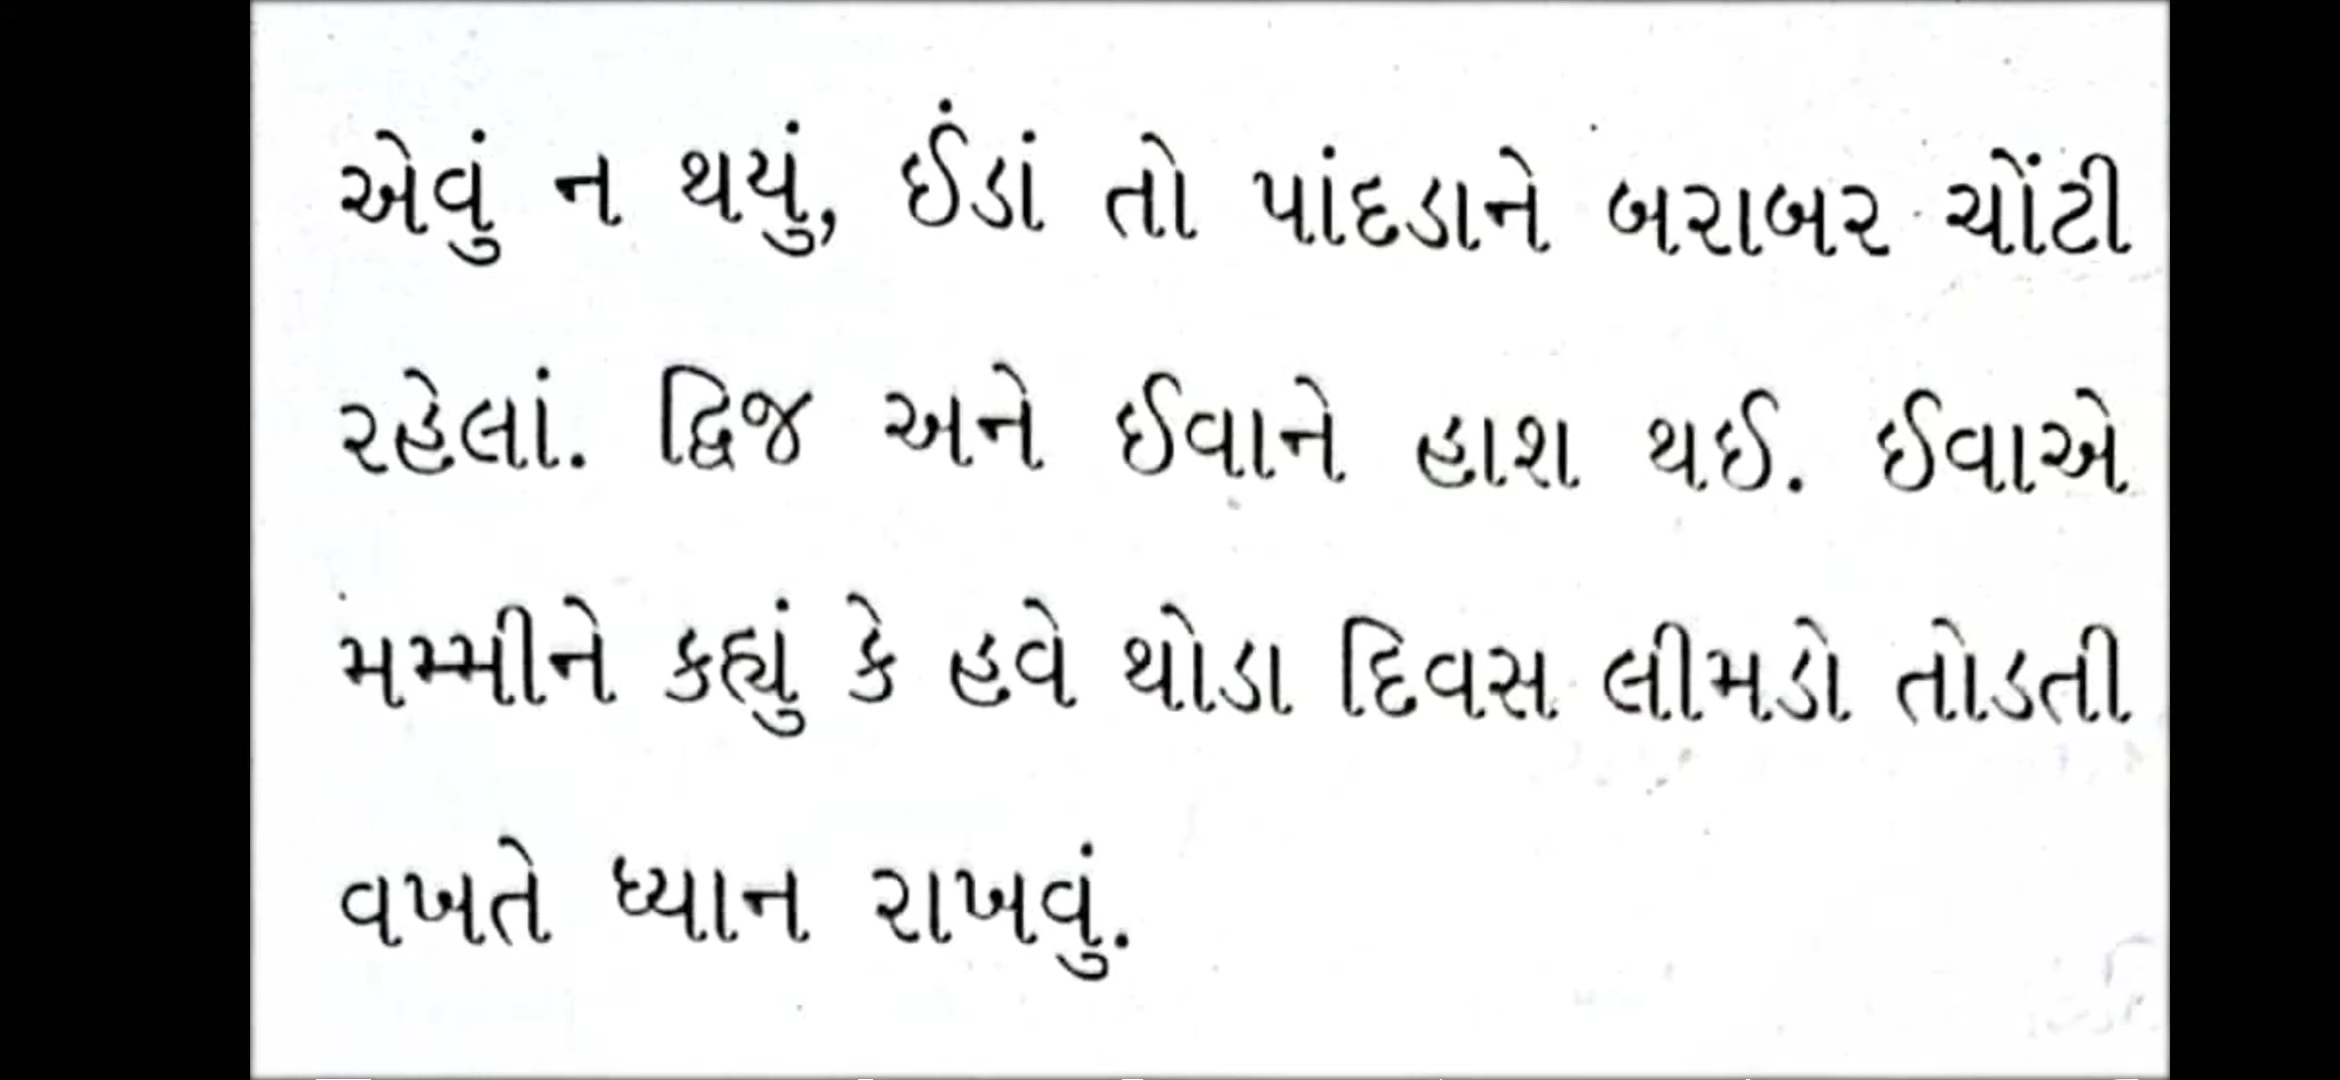 એવું ન થયું, ઈંડાં તો પાંદડાને બરાબર ચોંટી
રહેલાં. દ્વિજ અને ઈવાને હાશ થઈ. ઈવાએ
મમ્મીને કહ્યું કે હવે થોડા દિવસ લીમડો તોડતી
વખતે ધ્યાન રાખવું.